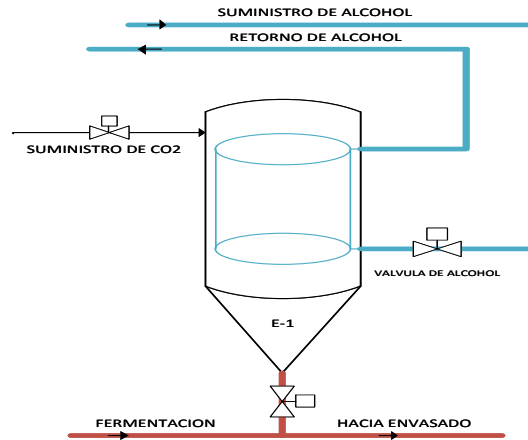 SUMINISTRO DE ALCOHOL
RETORNO DE ALCOHOL
SUMINISTRO DE CO2
VALVULA DE ALCOHOL
E-1
FERMENTACION
HACIA ENVASADO